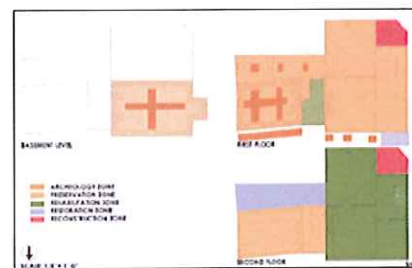 BASEMENT LEVEL
FIRST FLOOR
ARCHEOLOGY ZONE
PRESERVATION ZONE
REHABILITATION ZONE
RESTORATION ZONE
RECONSTRUCTION ZONE
SECOND FLOOR